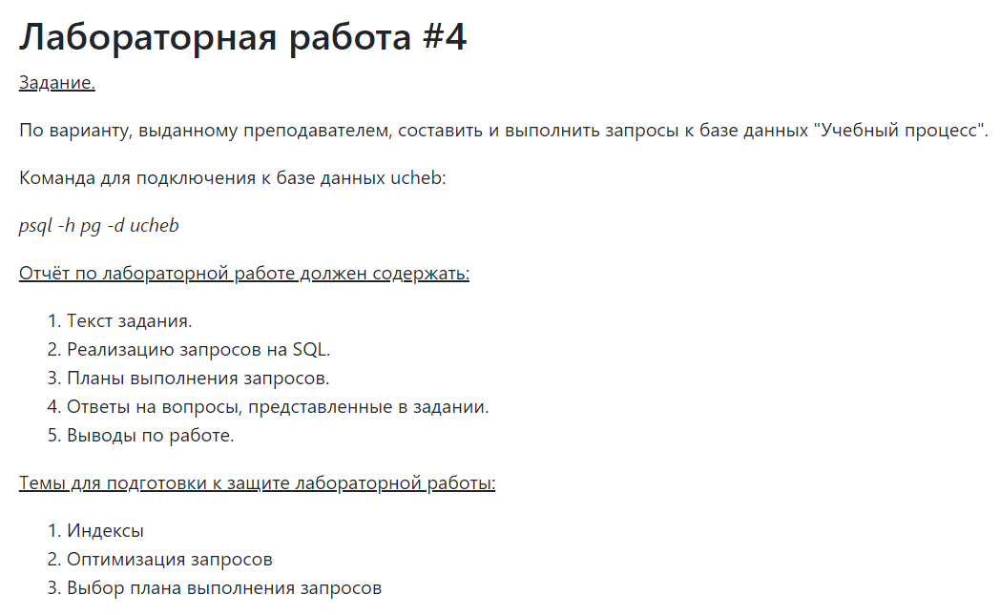 Лабораторная работа #4
Задание.
По варианту, выданному преподавателем, составить и выполнить запросы к базе данных "Учебный процесс".
Команда для подключения к базе данных ucheb:
psql -h pg -d ucheb
Отчёт по лабораторной работе должен содержать:
1. Текст задания.
2. Реализацию запросов на SQL.
3. Планы выполнения запросов.
4. Ответы на вопросы, представленные в задании.
5. Выводы по работе.
Темы для подготовки к защите лабораторной работы:
1. Индексы
2. Оптимизация запросов
3. Выбор плана выполнения запросов